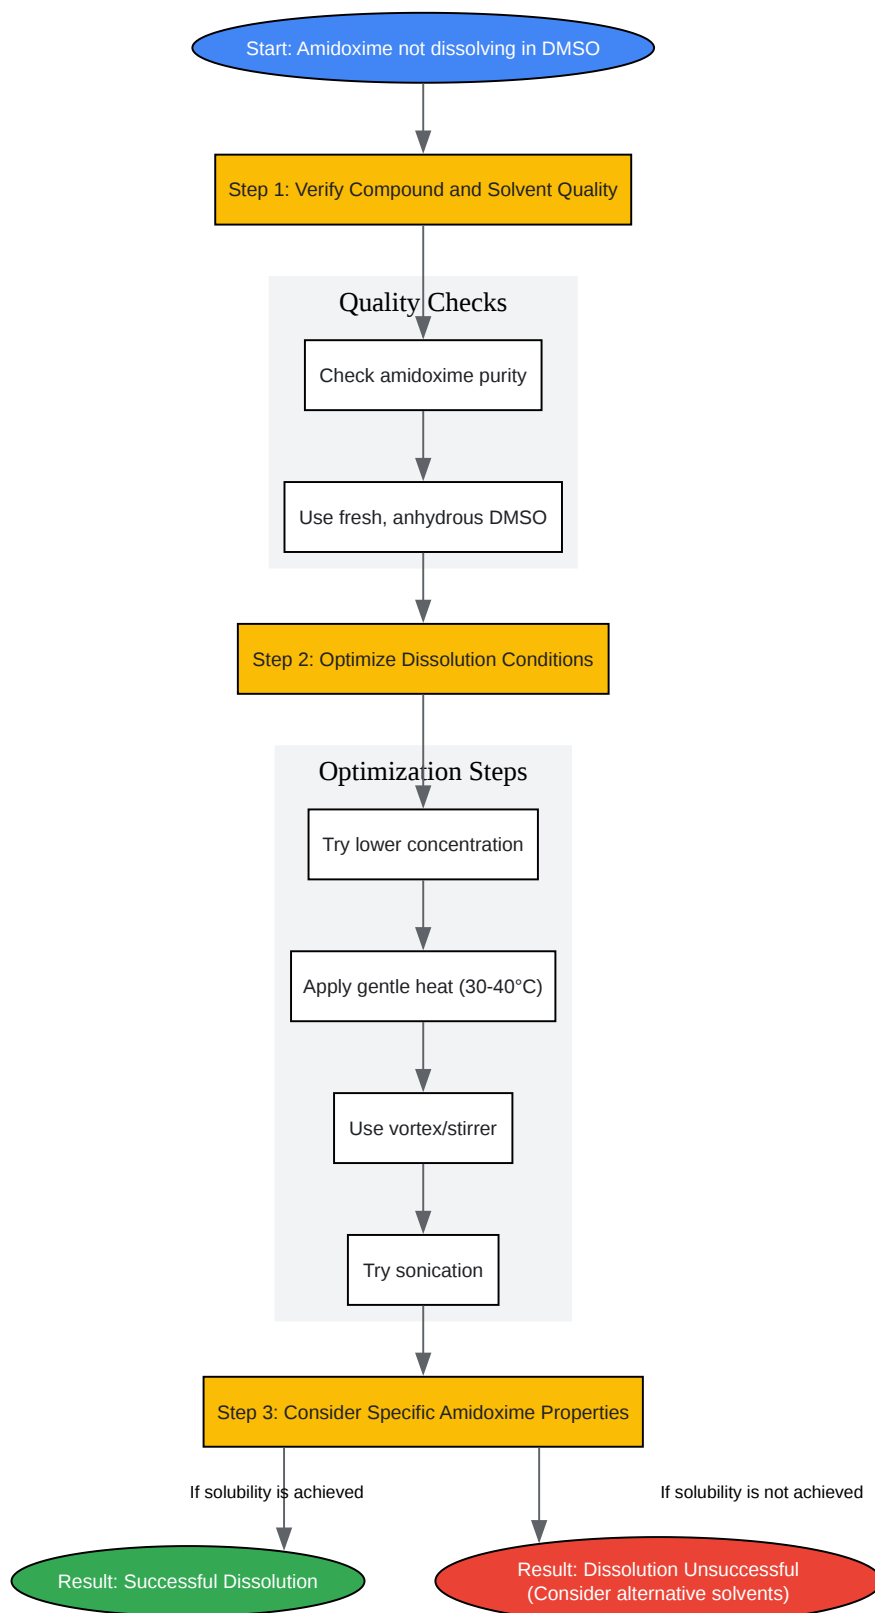 Start: Amidoxime not dissolving in DMSO
Step 1: Verify Compound and Solvent Quality
Quality Checks
Check amidoxime purity
Use fresh, anhydrous DMSO
Step 2: Optimize Dissolution Conditions
Optimization Steps
Try lower concentration
Apply gentle heat (30-40°C)
Use vortex/stirrer
Try sonication
Step 3: Consider Specific Amidoxime Properties
If solubility is achieved
If solubility is not achieved
Result: Successful Dissolution
Result: Dissolution Unsuccessful
(Consider alternative solvents)